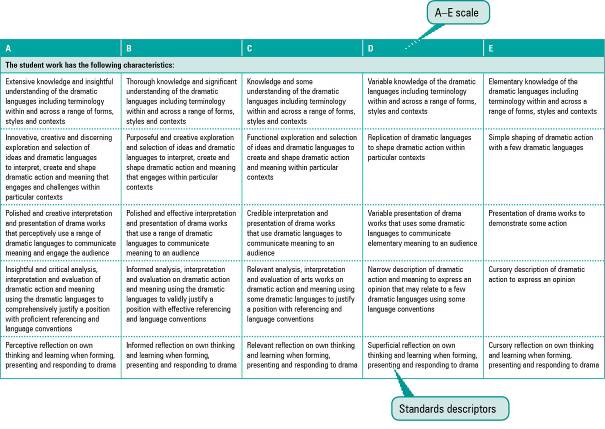 A–E scale
A B C D E
The student work has the following characteristics:
Extensive knowledge and insightful
understanding of the dramatic
languages including terminology
within and across a range of forms,
styles and contexts
Thorough knowledge and significant
understanding of the dramatic
languages including terminology
within and across a range of forms,
styles and contexts
Knowledge and some
understanding of the dramatic
languages including terminology
within and across a range of forms,
styles and contexts
Variable knowledge of the dramatic
languages including terminology
within and across a range of forms,
styles and contexts
Elementary knowledge of the
dramatic languages including
terminology within and across a
range of forms, styles and contexts
Innovative, creative and discerning
exploration and selection of
ideas and dramatic languages
to interpret, create and shape
dramatic action and meaning that
engages and challenges within
particular contexts
Purposeful and creative exploration
and selection of ideas and dramatic
languages to interpret, create and
shape dramatic action and meaning
that engages within particular
contexts
Functional exploration and selection
of ideas and dramatic languages to
create and shape dramatic action
and meaning within particular
contexts
Replication of dramatic languages
to shape dramatic action within
particular contexts
Simple shaping of dramatic action
with a few dramatic languages
Polished and creative interpretation
and presentation of drama works
that perceptively use a range of
dramatic languages to communicate
meaning and engage the audience
Polished and effective interpretation
and presentation of drama works
that use a range of dramatic
languages to communicate
meaning to an audience
Credible interpretation and
presentation of drama works
that use dramatic languages to
communicate meaning to an
audience
Variable presentation of drama
works that uses some dramatic
languages to communicate
elementary meaning to an audience
Presentation of drama works to
demonstrate some action
Insightful and critical analysis,
interpretation and evaluation of
dramatic action and meaning
using the dramatic languages to
comprehensively justify a position
with proficient referencing and
language conventions
Informed analysis, interpretation
and evaluation on dramatic action
and meaning using the dramatic
languages to validly justify a
position with effective referencing
and language conventions
Relevant analysis, interpretation
and evaluation of arts works on
dramatic action and meaning using
some dramatic languages to justify
a position with referencing and
language conventions
Narrow description of dramatic
action and meaning to express an
opinion that may relate to a few
dramatic languages using some
language conventions
Cursory description of dramatic
action to express an opinion
Perceptive reflection on own
thinking and learning when forming,
presenting and responding to drama
Informed reflection on own thinking
and learning when forming,
presenting and responding to drama
Relevant reflection on own thinking
and learning when forming,
presenting and responding to drama
Superficial reflection on own
thinking and learning when forming,
presenting and responding to drama
Cursory reflection on own thinking
and learning when forming,
presenting and responding to drama
Standards descriptors